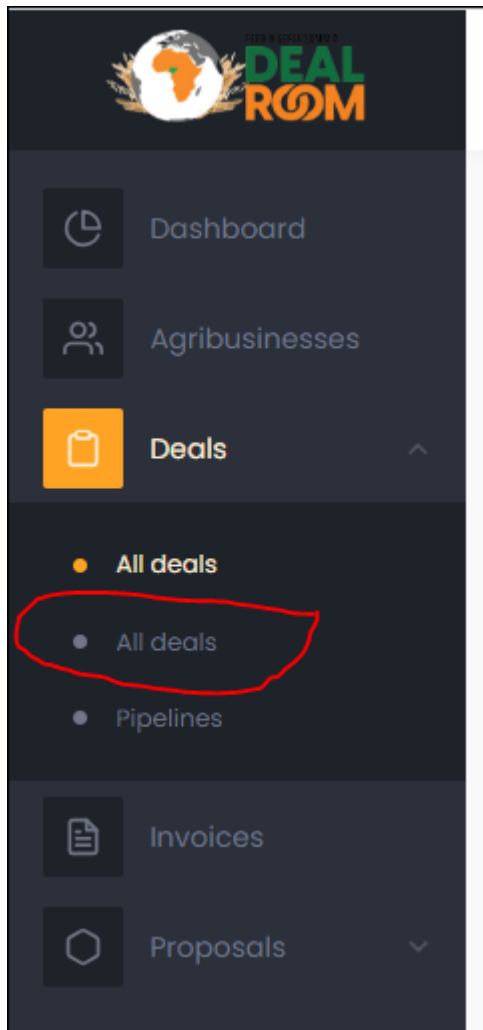 DEAL
ROOM
Dashboard
Agribusinesses
Deals
All deals
All deals
Pipelines
Invoices
Proposals